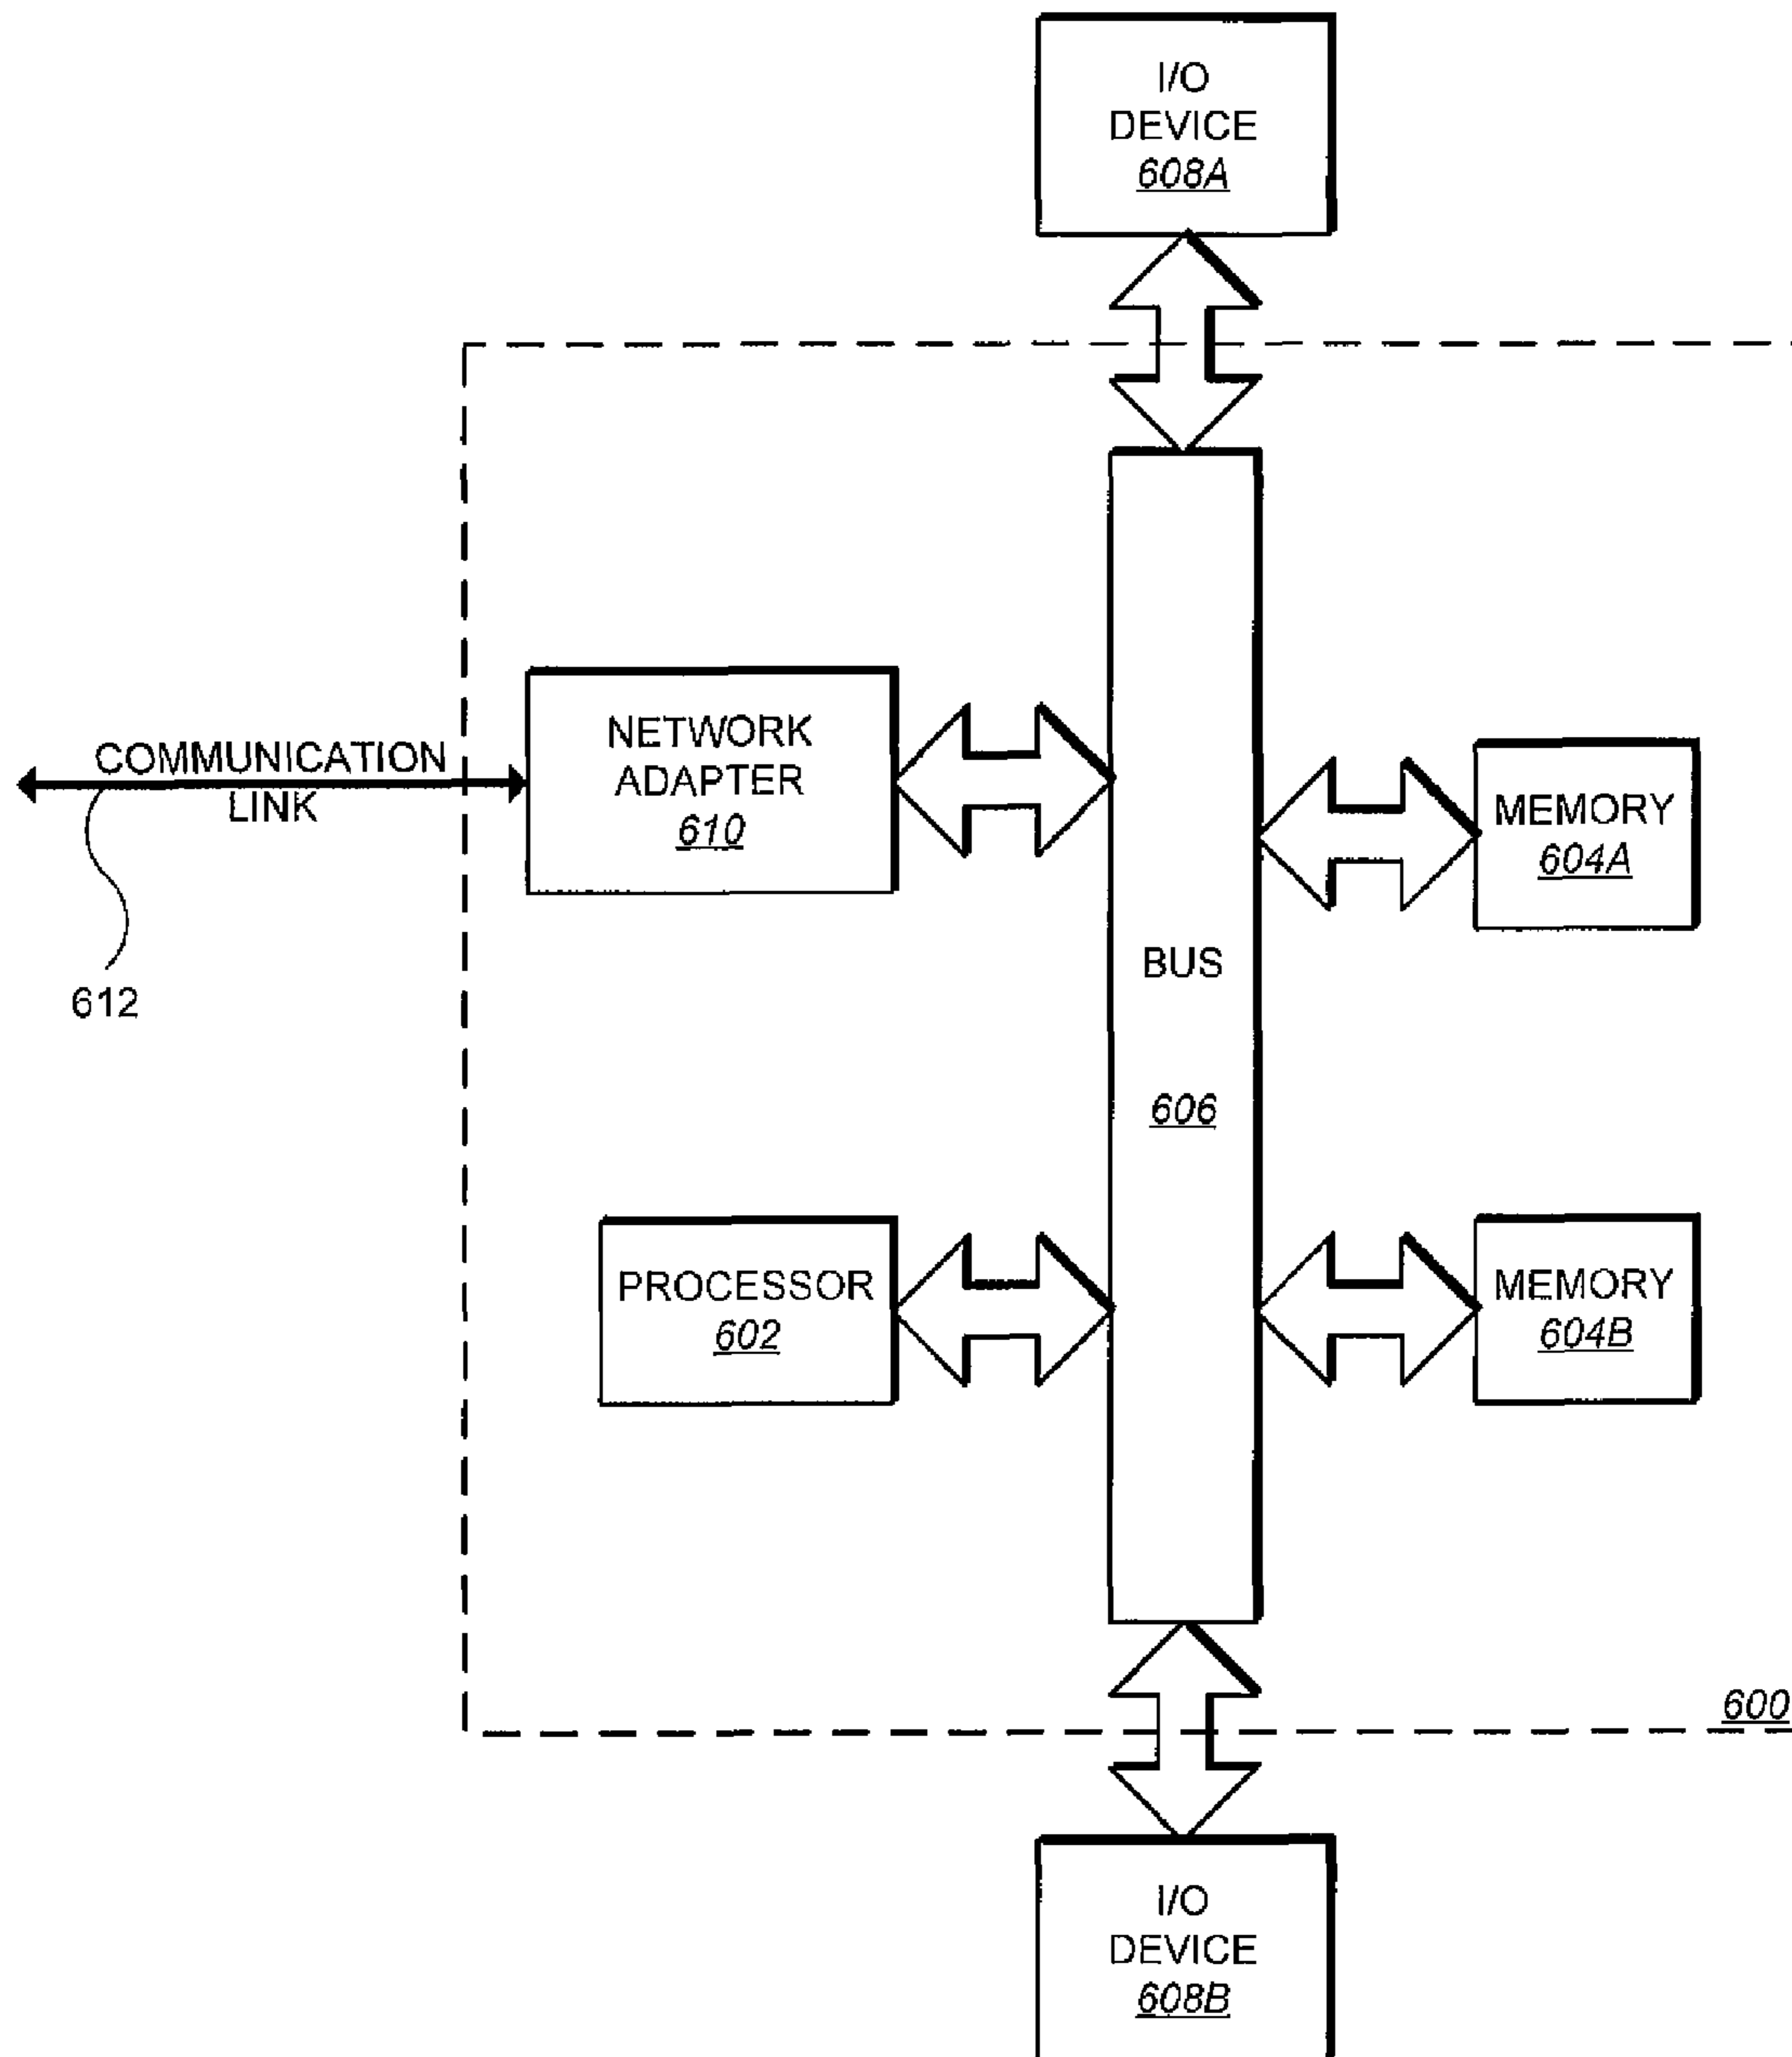 I/O
DEVICE
608A
COMMUNICATION
LINK
612
NETWORK
ADAPTER
610
MEMORY
604A
BUS
606
PROCESSOR
602
MEMORY
604B
600
I/O
DEVICE
608B